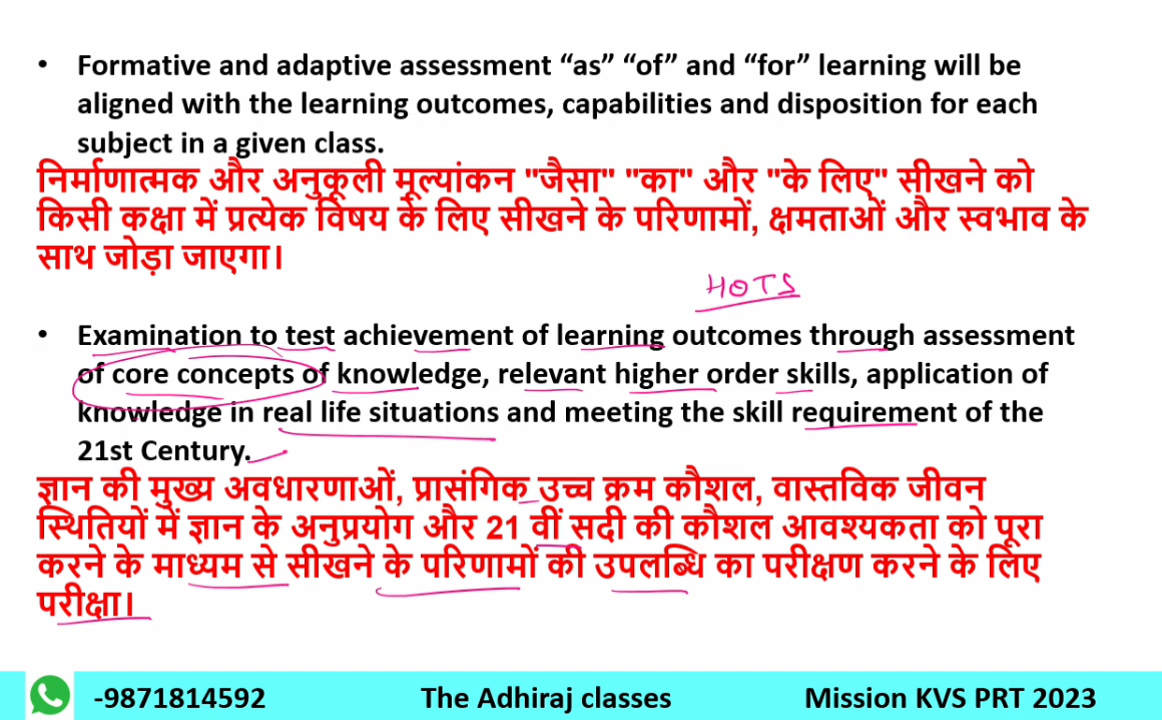 • Formative and adaptive assessment “as” “of” and “for” learning will be
aligned with the learning outcomes, capabilities and disposition for each
subject in a given class.
निर्माणात्मक और अनुकूली मूल्यांकन "जैसा" "का" और "के लिए" सीखने को
किसी कक्षा में प्रत्येक विषय के लिए सीखने के परिणामों, क्षमताओं और स्वभाव के
साथ जोड़ा जाएगा।
HOTS
• Examination to test achievement of learning outcomes through assessment
of core concepts of knowledge, relevant higher order skills, application of
knowledge in real life situations and meeting the skill requirement of the
21st Century.
ज्ञान की मुख्य अवधारणाओं, प्रासंगिक उच्च क्रम कौशल, वास्तविक जीवन
स्थितियों में ज्ञान के अनुप्रयोग और 21 वीं सदी की कौशल आवश्यकता को पूरा
करने के माध्यम से सीखने के परिणामों की उपलब्धि का परीक्षण करने के लिए
परीक्षा।
-9871814592 The Adhiraj classes Mission KVS PRT 2023